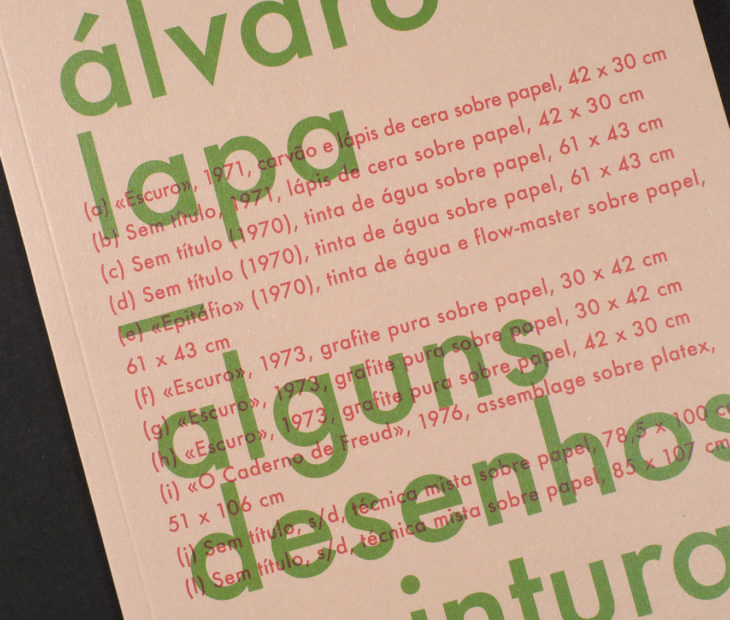 álvaro
lapa
—
alguns
desenhos
intura
(a) «Escuro», 1971, carvão e lápis de cera sobre papel, 42 x 30 cm
(b) Sem título, 1971, lápis de cera sobre papel, 42 x 30 cm
(c) Sem título (1970), tinta de água sobre papel, 61 x 43 cm
(d) Sem título (1970), tinta de água sobre papel, 61 x 43 cm
(e) «Epitáfio» (1970), tinta de água e flow-master sobre papel,
61 x 43 cm
(f) «Escuro», 1973, grafite pura sobre papel, 30 x 42 cm
(g) «Escuro», 1973, grafite pura sobre papel, 30 x 42 cm
(h) «Escuro», 1973, grafite pura sobre papel, 42 x 30 cm
(i) «O Caderno de Freud», 1976, assemblage sobre platex,
51 x 106 cm
(j) Sem título, s/d, técnica mista sobre papel, 78,5 x 100 cm
(l) Sem título, s/d, técnica mista sobre papel, 85 x 107 cm